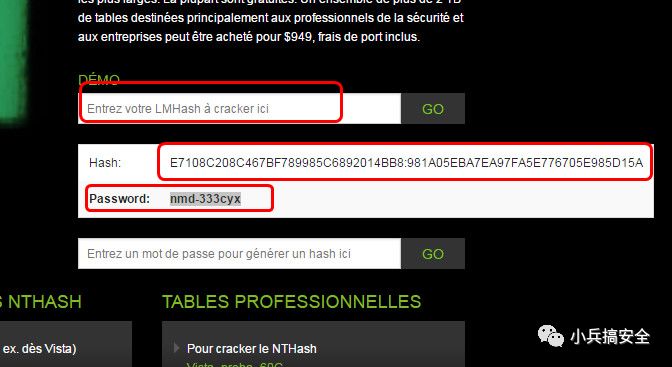 les plus larges. La plupart sont gratuites. Un ensemble de plus de 2 TB
de tables destinées principalement aux professionnels de la sécurité et
aux entreprises peut être acheté pour $949, frais de port inclus.
DÉMO
Entrez votre LMHash à cracker ici
GO
Hash: E7108C208C467BF789985C6892014BB8:981A05EBA7EA97FA5E776705E985D15A
Password: nmd-333cyx
Entrez un mot de passe pour générer un hash ici
GO
S NTHASH
TABLES PROFESSIONNELLES
ex. dès Vista)
Pour cracker le NTHash
小兵搞安全